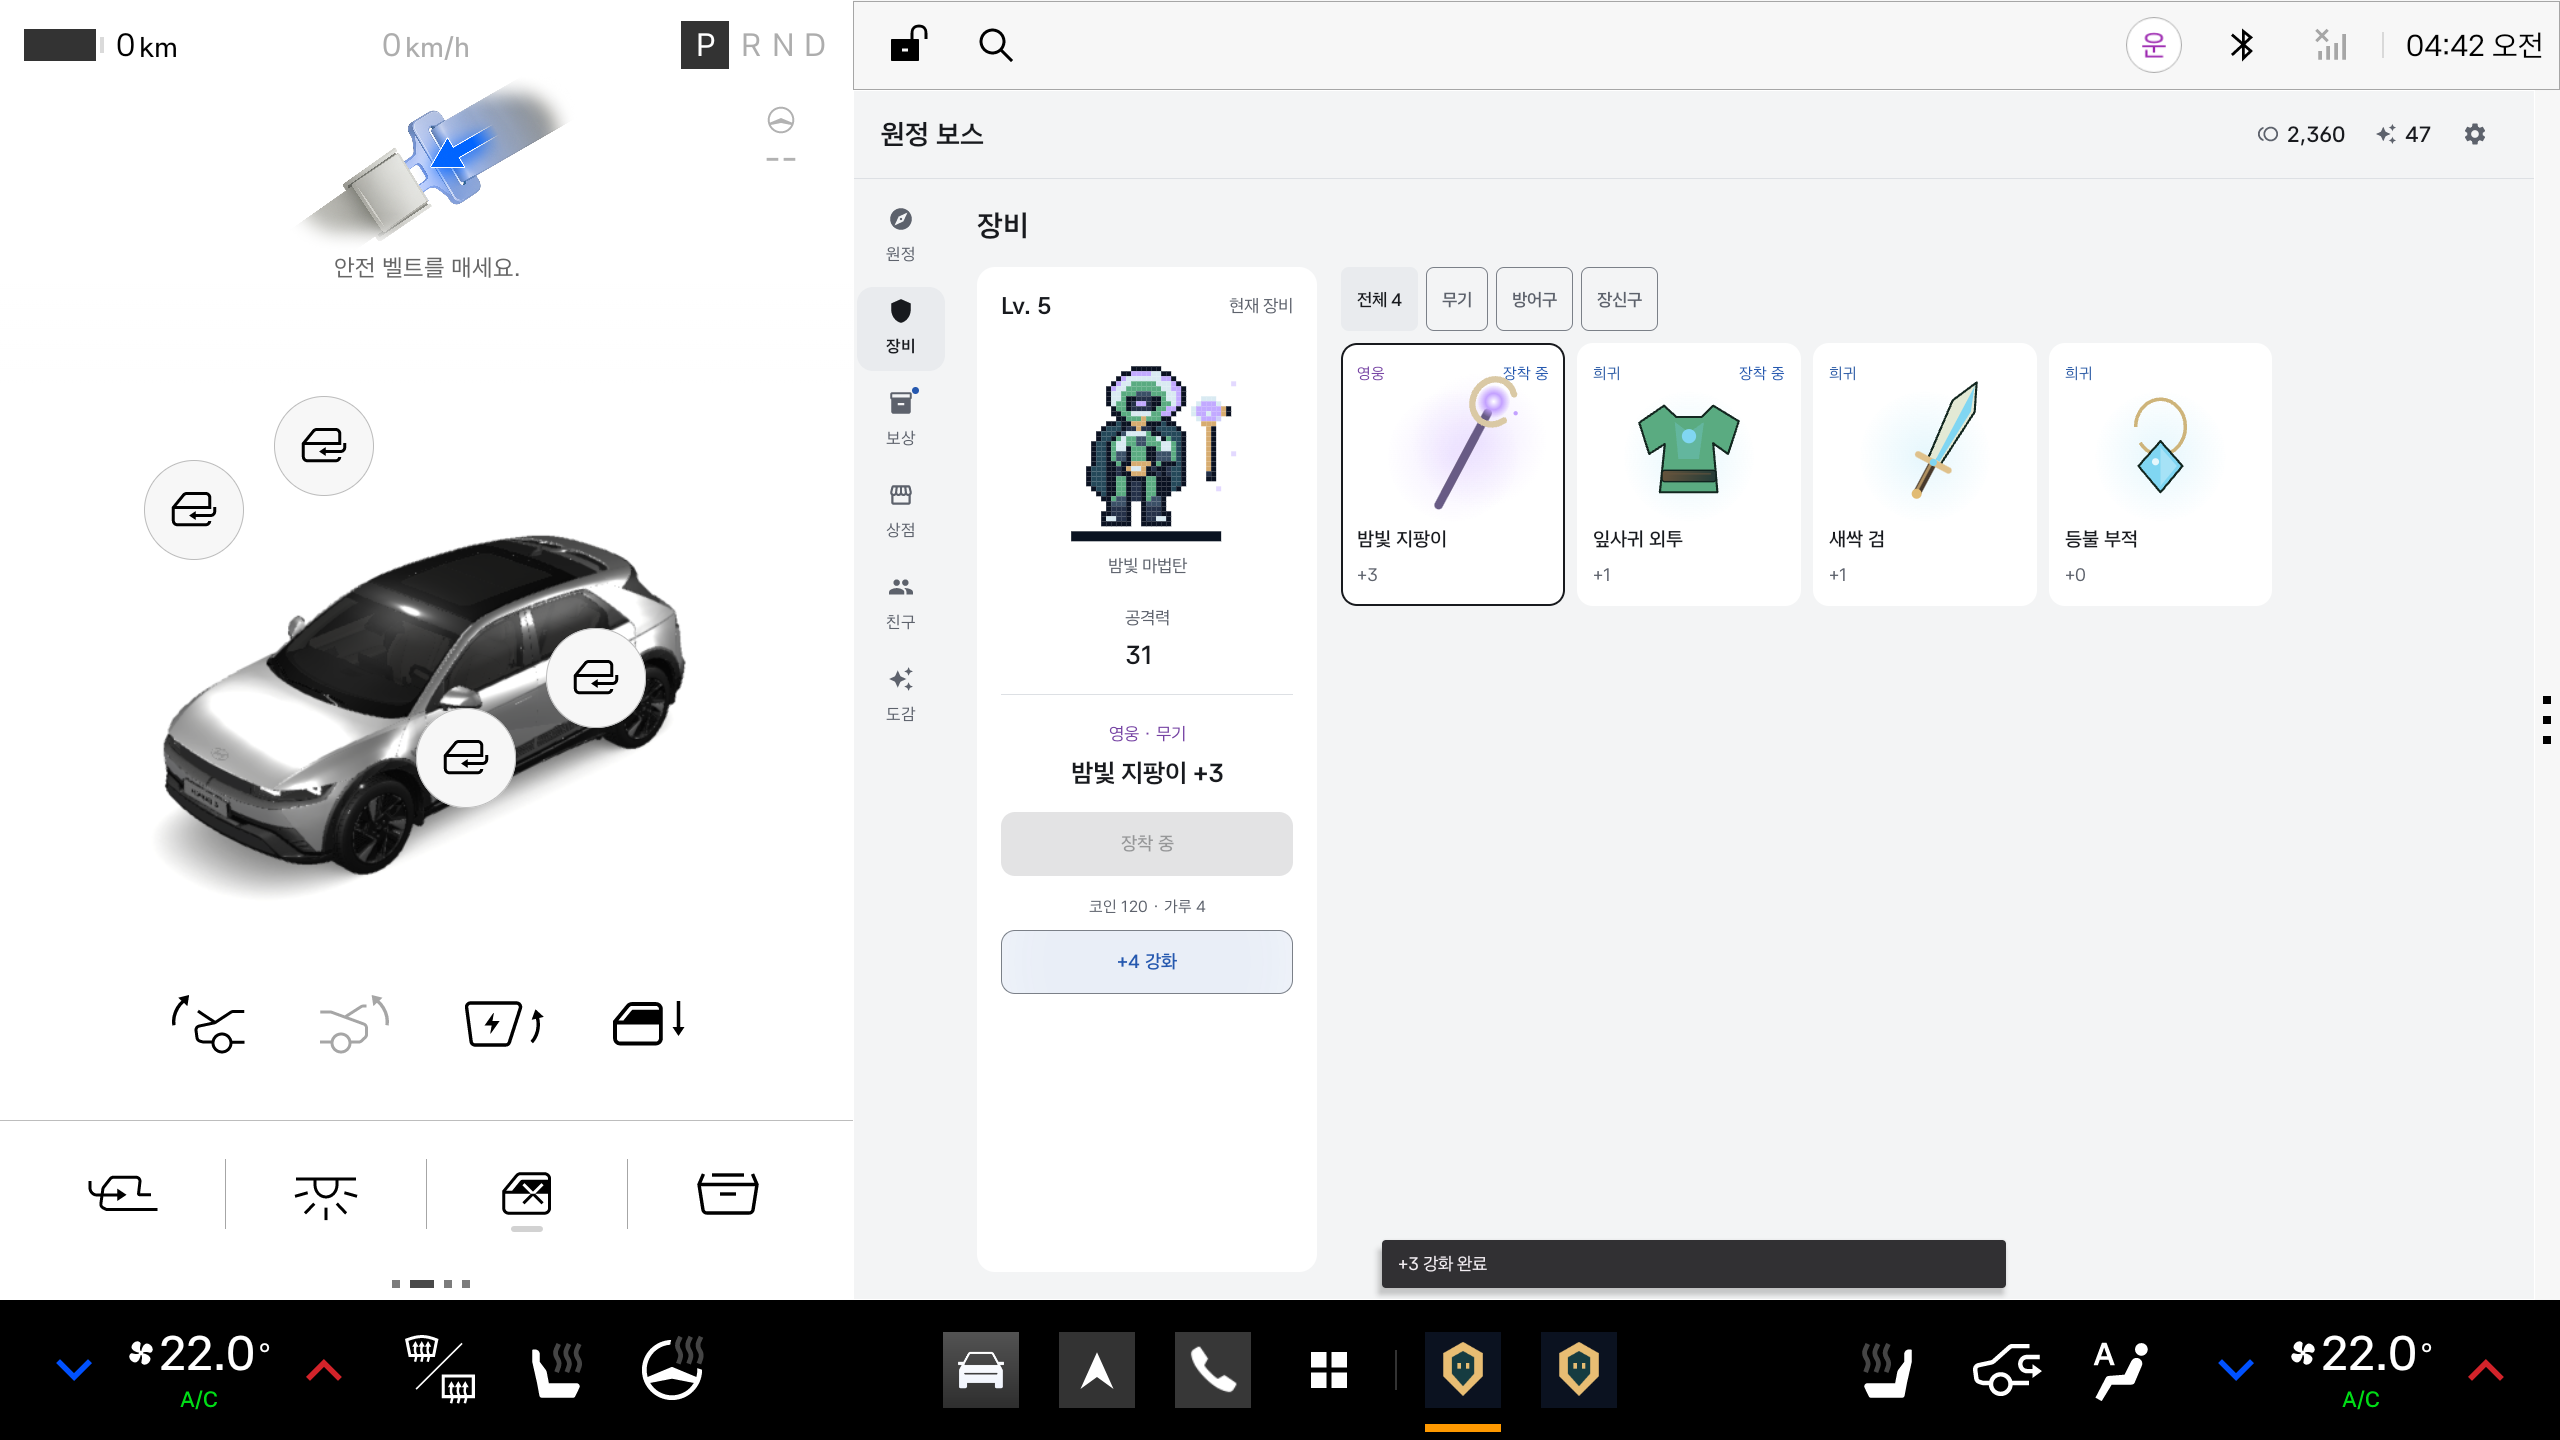 0 km
0 km/h
P R N D
04:42 오전
운
안전 벨트를 매세요.
원정 보스
2,360
47
원정
장비
보상
상점
친구
도감
장비
Lv. 5
현재 장비
밤빛 마법탄
공격력
31
영웅 · 무기
밤빛 지팡이 +3
장착 중
코인 120 · 가루 4
+4 강화
전체 4
무기
방어구
장신구
영웅
장착 중
밤빛 지팡이
+3
희귀
장착 중
잎사귀 외투
+1
희귀
새싹 검
+1
희귀
등불 부적
+0
+3 강화 완료
22.0°
A/C
A
22.0°
A/C